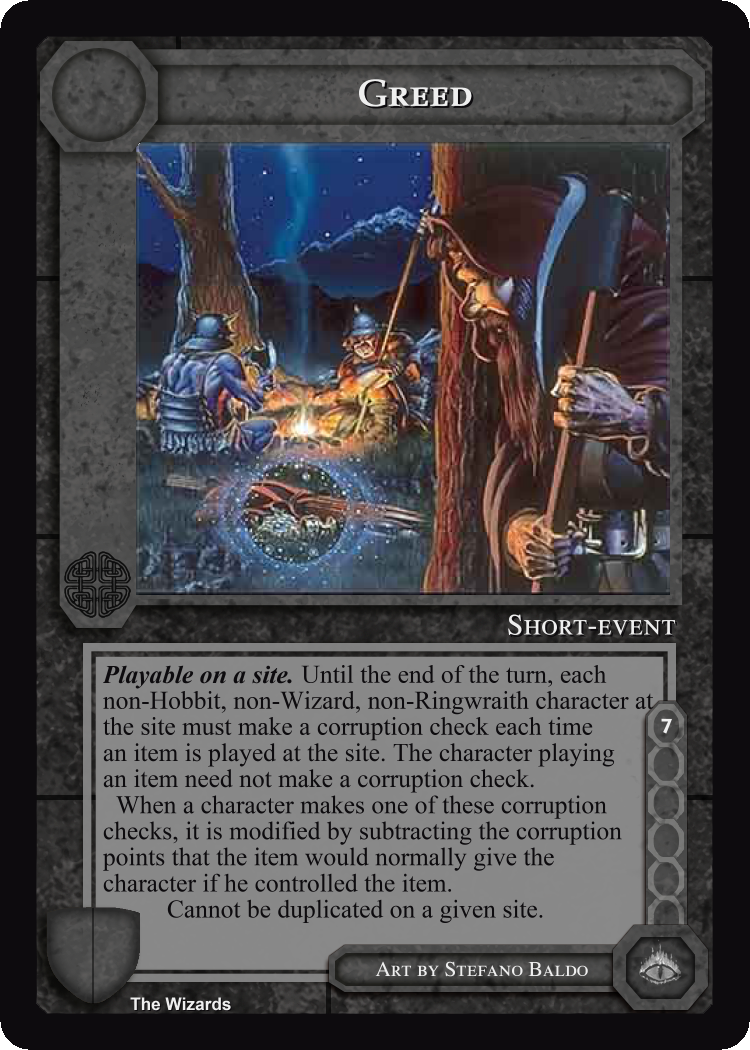 Greed
Short-event
Playable on a site. Until the end of the turn, each
non-Hobbit, non-Wizard, non-Ringwraith character at
the site must make a corruption check each time
an item is played at the site. The character playing
an item need not make a corruption check.
When a character makes one of these corruption
checks, it is modified by subtracting the corruption
points that the item would normally give the
character if he controlled the item.
Cannot be duplicated on a given site.
7
Art by Stefano Baldo
The Wizards